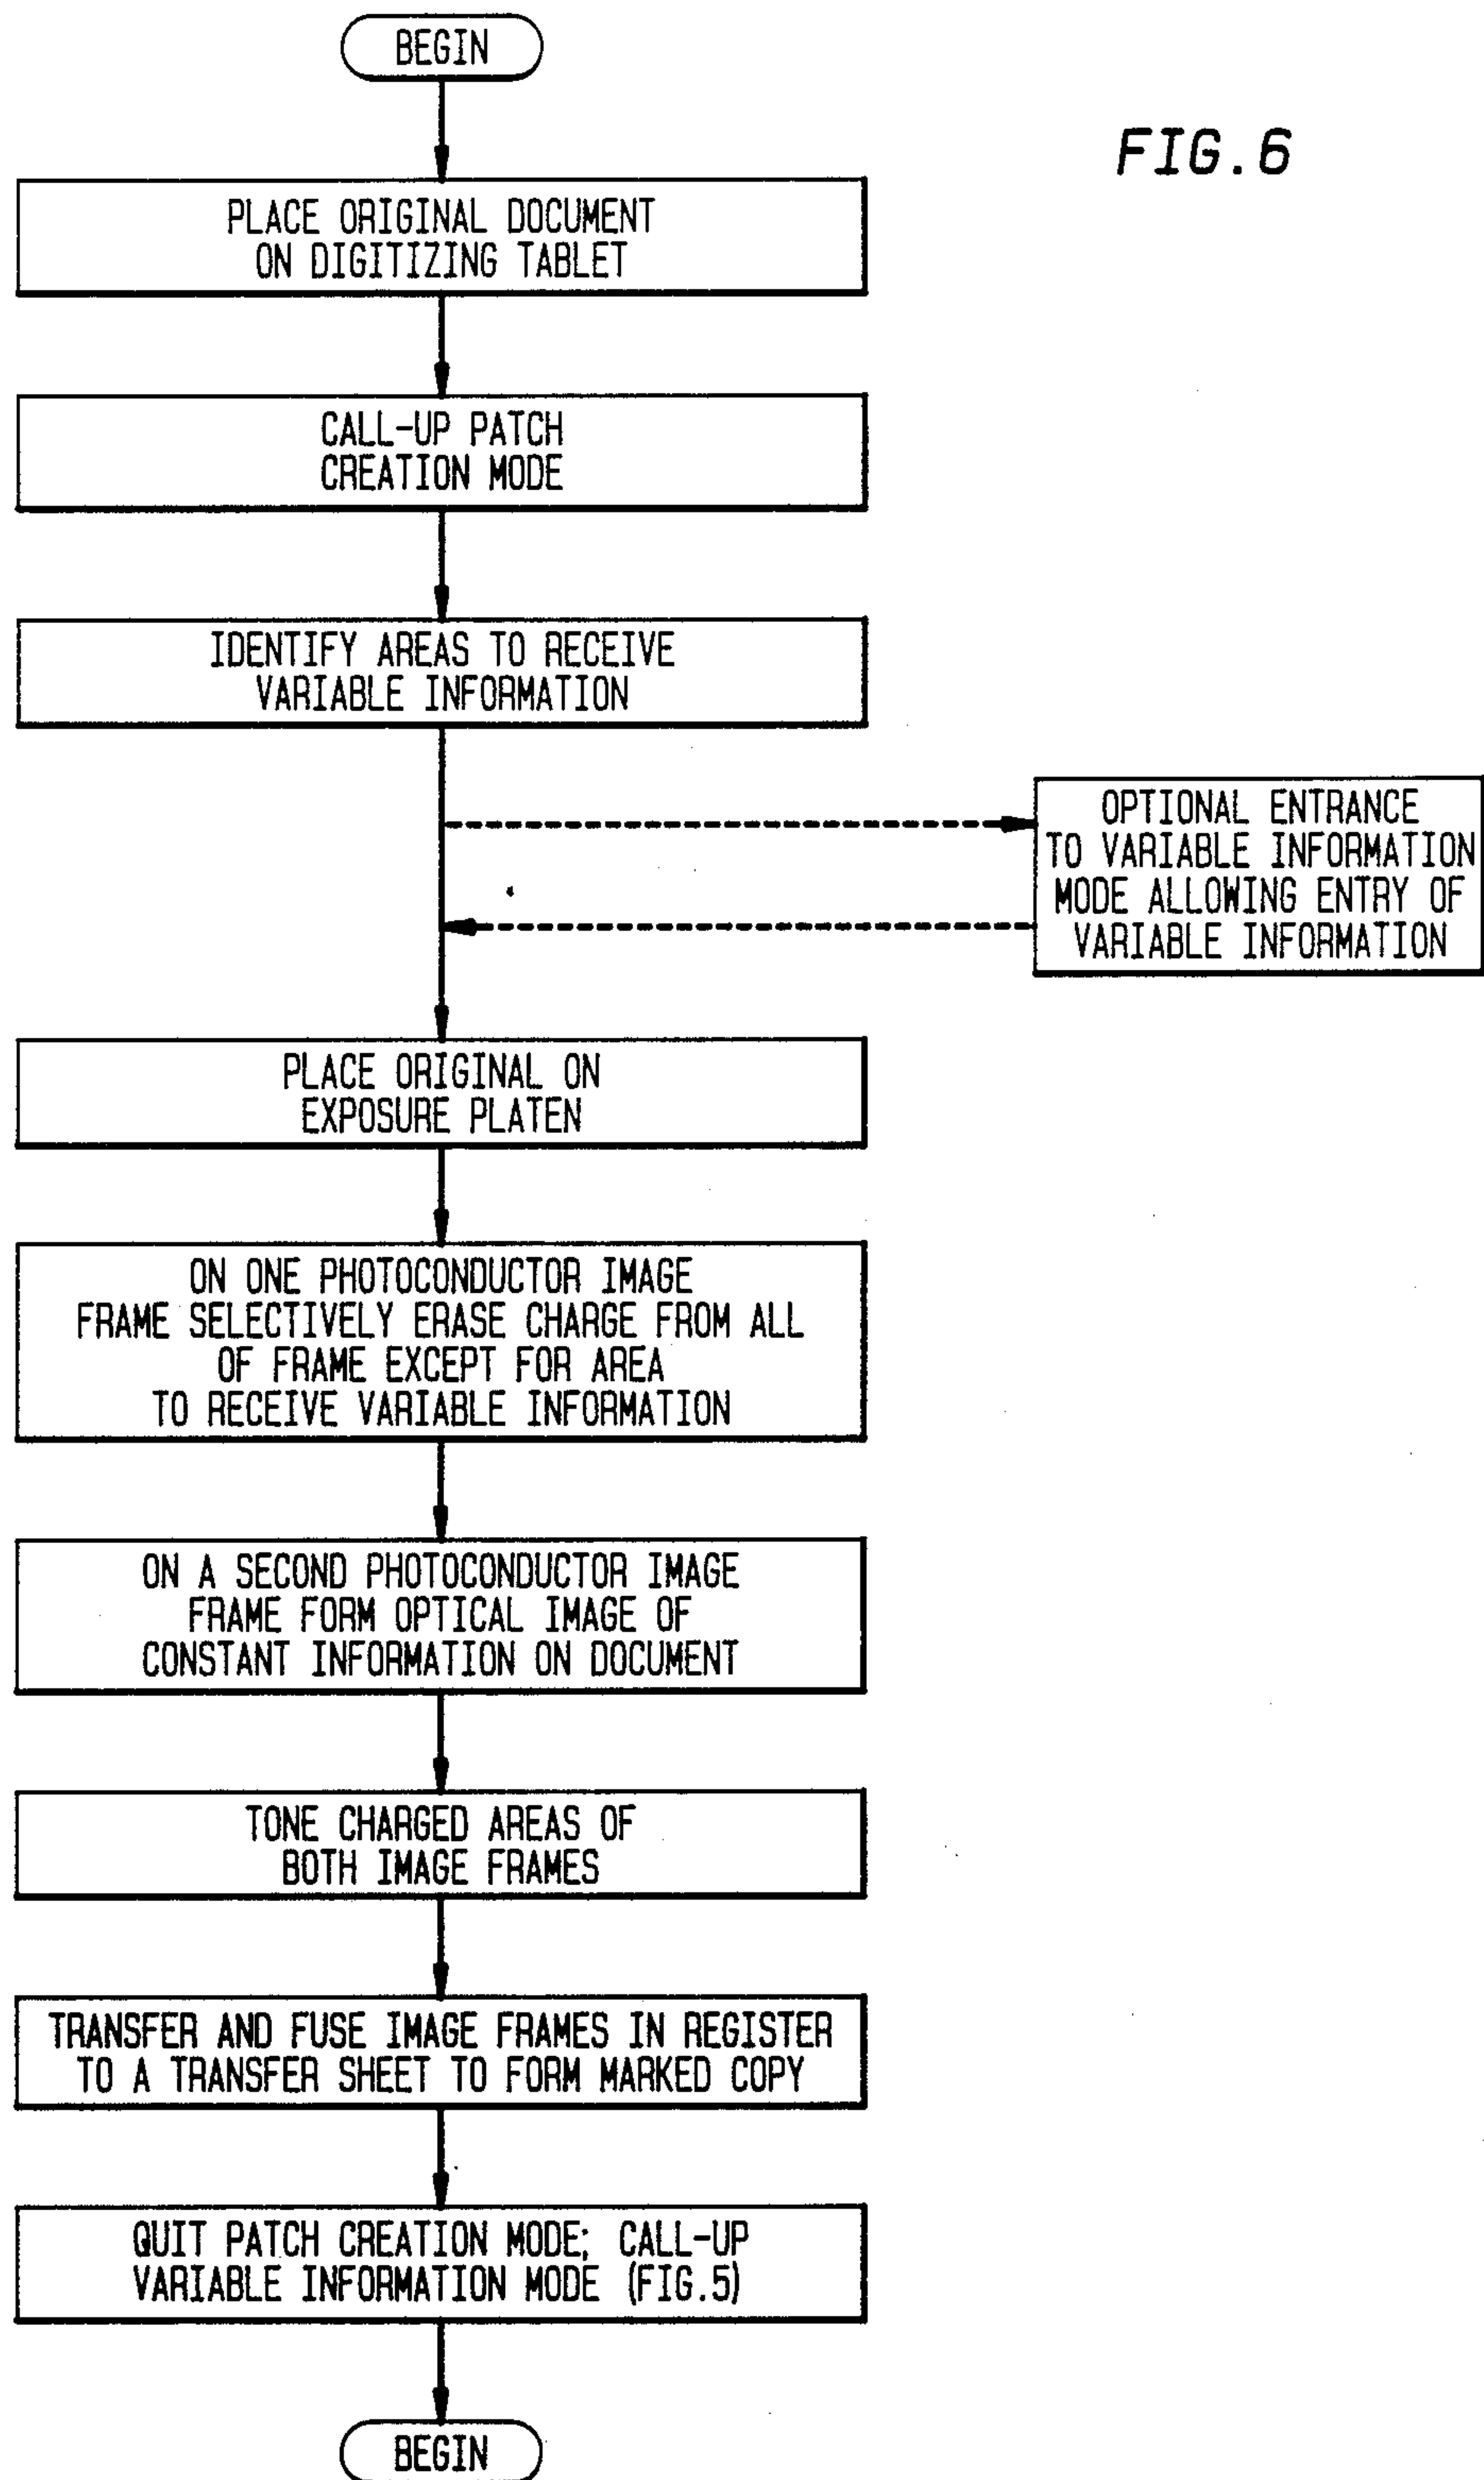 BEGIN
FIG.6
PLACE ORIGINAL DOCUMENT
ON DIGITIZING TABLET
CALL-UP PATCH
CREATION MODE
IDENTIFY AREAS TO RECEIVE
VARIABLE INFORMATION
OPTIONAL ENTRANCE
TO VARIABLE INFORMATION
MODE ALLOWING ENTRY OF
VARIABLE INFORMATION
PLACE ORIGINAL ON
EXPOSURE PLATEN
ON ONE PHOTOCONDUCTOR IMAGE
FRAME SELECTIVELY ERASE CHARGE FROM ALL
OF FRAME EXCEPT FOR AREA
TO RECEIVE VARIABLE INFORMATION
ON A SECOND PHOTOCONDUCTOR IMAGE
FRAME FORM OPTICAL IMAGE OF
CONSTANT INFORMATION ON DOCUMENT
TONE CHARGED AREAS OF
BOTH IMAGE FRAMES
TRANSFER AND FUSE IMAGE FRAMES IN REGISTER
TO A TRANSFER SHEET TO FORM MARKED COPY
QUIT PATCH CREATION MODE; CALL-UP
VARIABLE INFORMATION MODE (FIG.5)
BEGIN